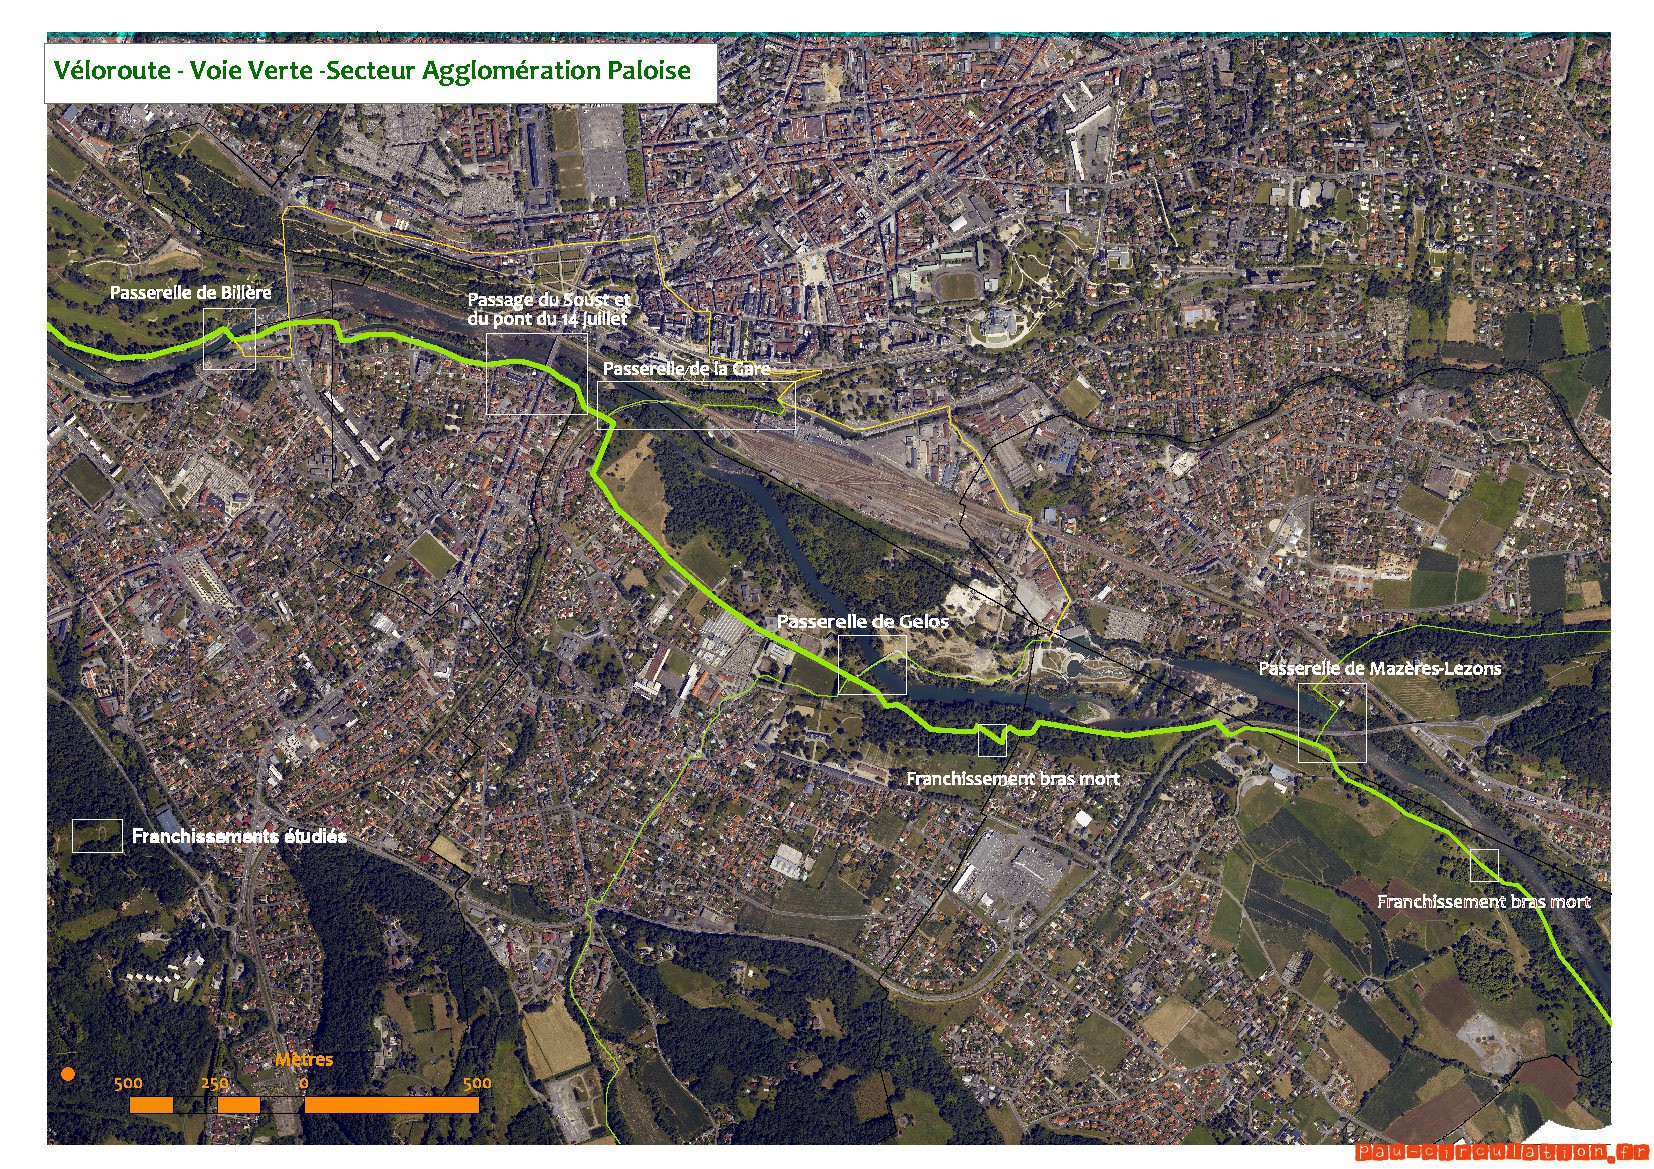 Véloroute - Voie Verte -Secteur Agglomération Paloise
Passerelle de Billère
Passage du Soust et
du pont du 14 juillet
Passerelle de la Gare
Passerelle de Gelos
Passerelle de Mazères-Lezons
Franchissement bras mort
Franchissements étudiés
Franchissement bras mort
Mètres
500 250 0 500
Pau-circulation.fr